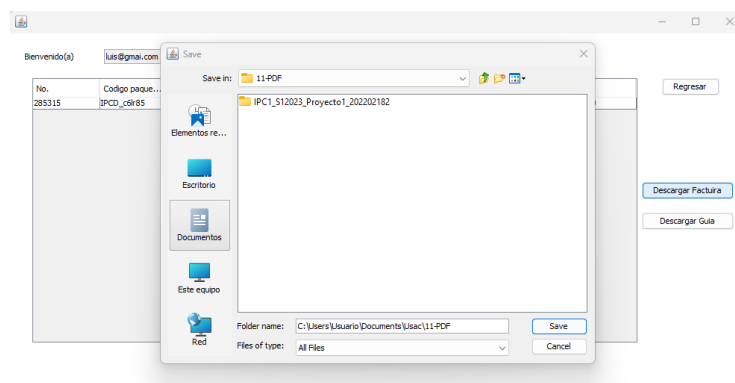 Bienvenido(a)
luis@gmai.com
No.
Codigo paque...
285315
IPCD_c6lr85
Regresar
Descargar Factuira
Descargar Guia
Save
Save in:
11-PDF
IPC1_S12023_Proyecto1_202202182
Elementos re...
Escritorio
Documentos
Este equipo
Red
Folder name:
C:\Users\Usuario\Documents\Usac\11-PDF
Save
Files of type:
All Files
Cancel